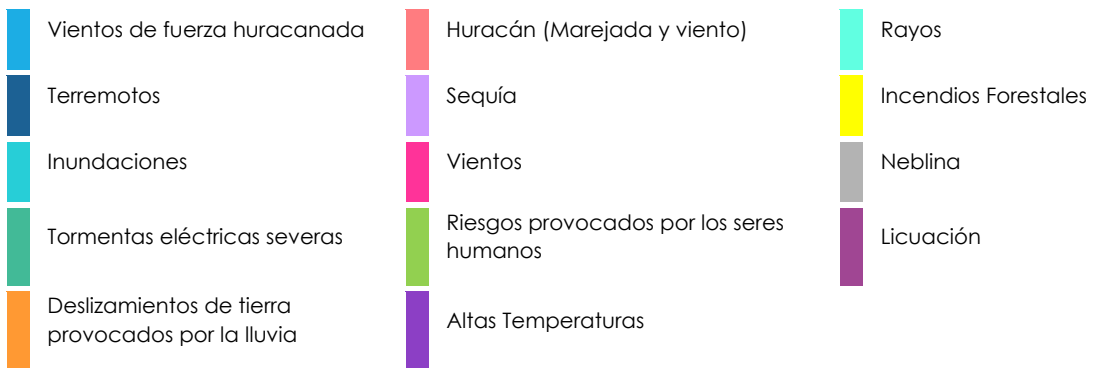 Vientos de fuerza huracanada
Huracán (Marejada y viento)
Rayos
Terremotos
Sequía
Incendios Forestales
Inundaciones
Vientos
Neblina
Tormentas eléctricas severas
Riesgos provocados por los seres
humanos
Licuación
Deslizamientos de tierra
provocados por la lluvia
Altas Temperaturas